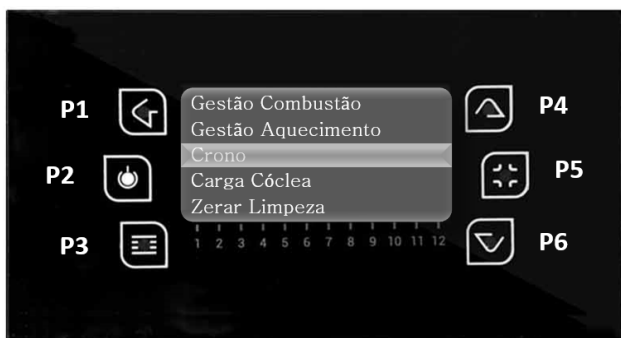 P1
P2
P3
Gestão Combustão
Gestão Aquecimento
Crono
Carga Cóclea
Zerar Limpeza
1 2 3 4 5 6 7 8 9 10 11 12
P4
P5
P6